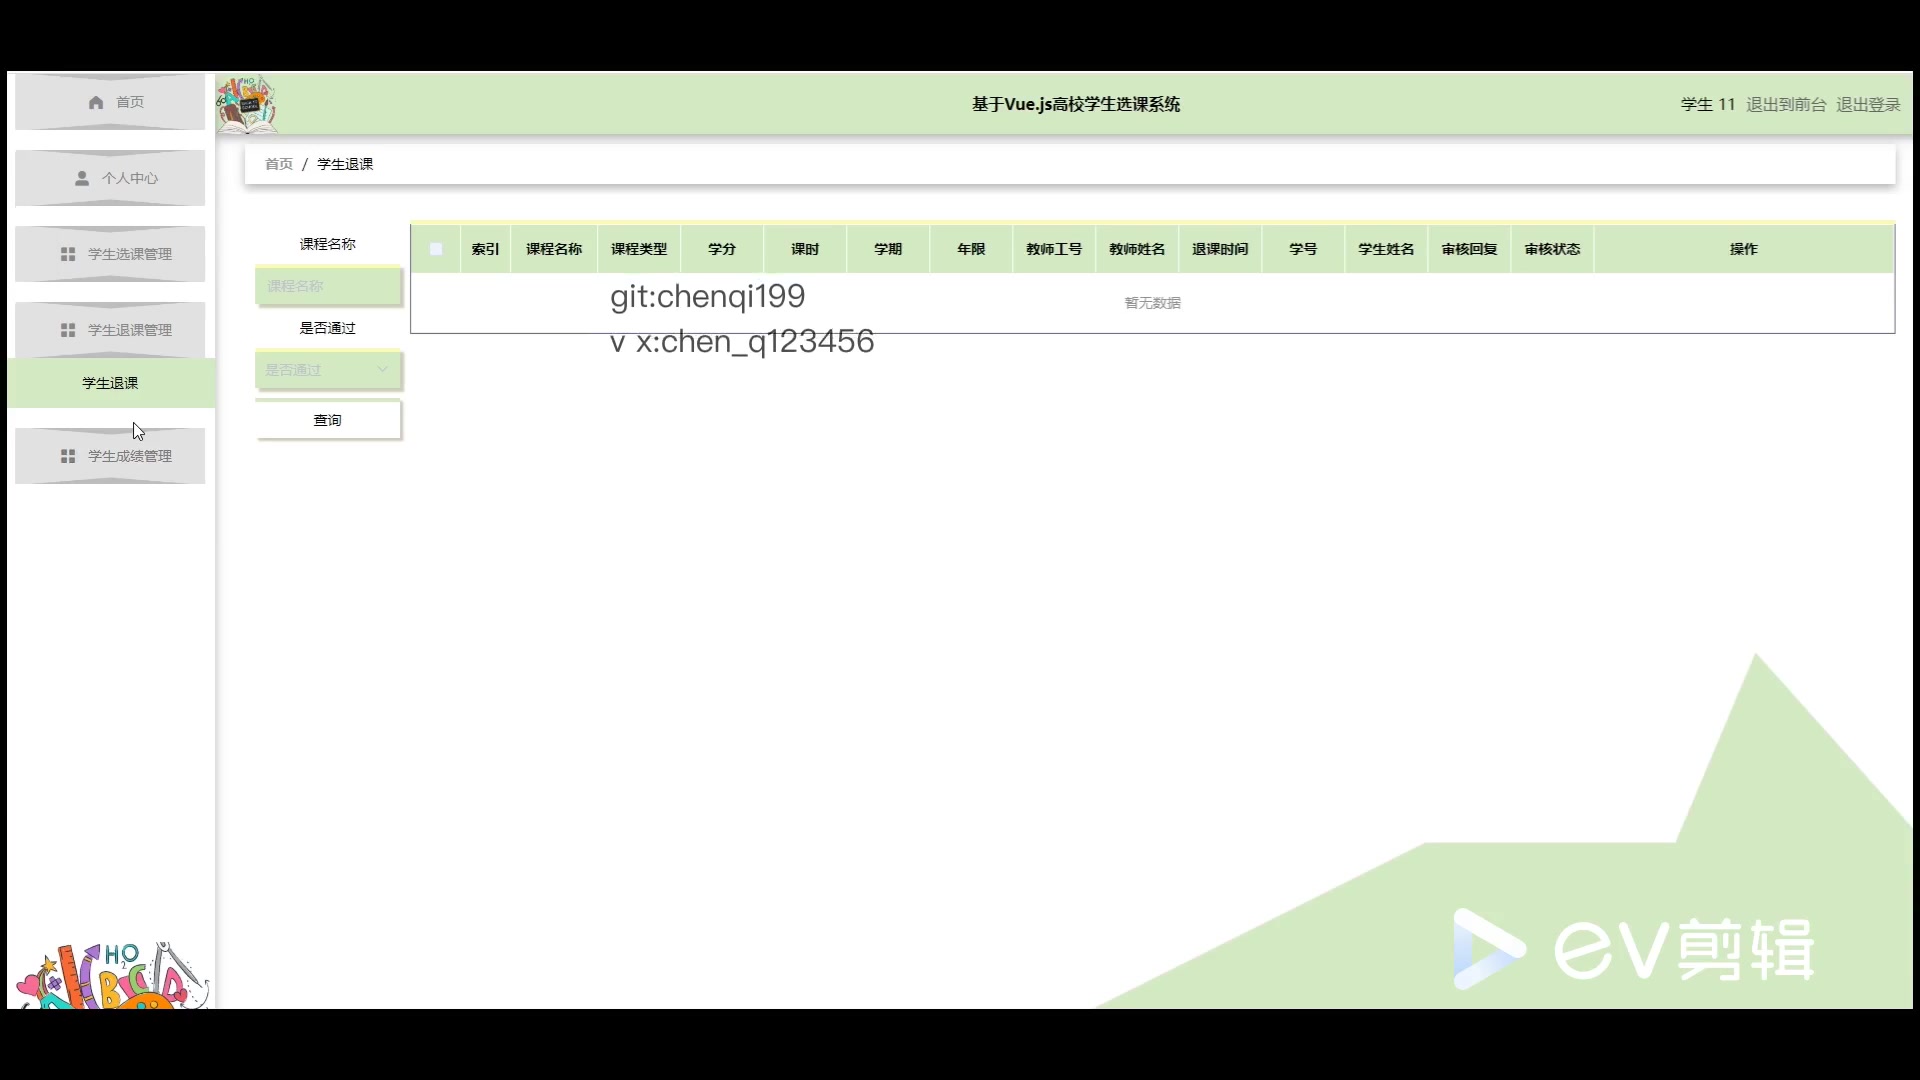 首页
个人中心
学生选课管理
学生退课管理
学生退课
学生成绩管理
基于Vue.js高校学生选课系统
学生 11 退出到前台 退出登录
首页 / 学生退课
课程名称
课程名称
是否通过
是否通过
查询
索引 课程名称 课程类型 学分 课时 学期 年限 教师工号 教师姓名 退课时间 学号 学生姓名 审核回复 审核状态 操作
暂无数据
git:chenqi199
v x:chen_q123456
HO
2
ABCD
ev剪辑